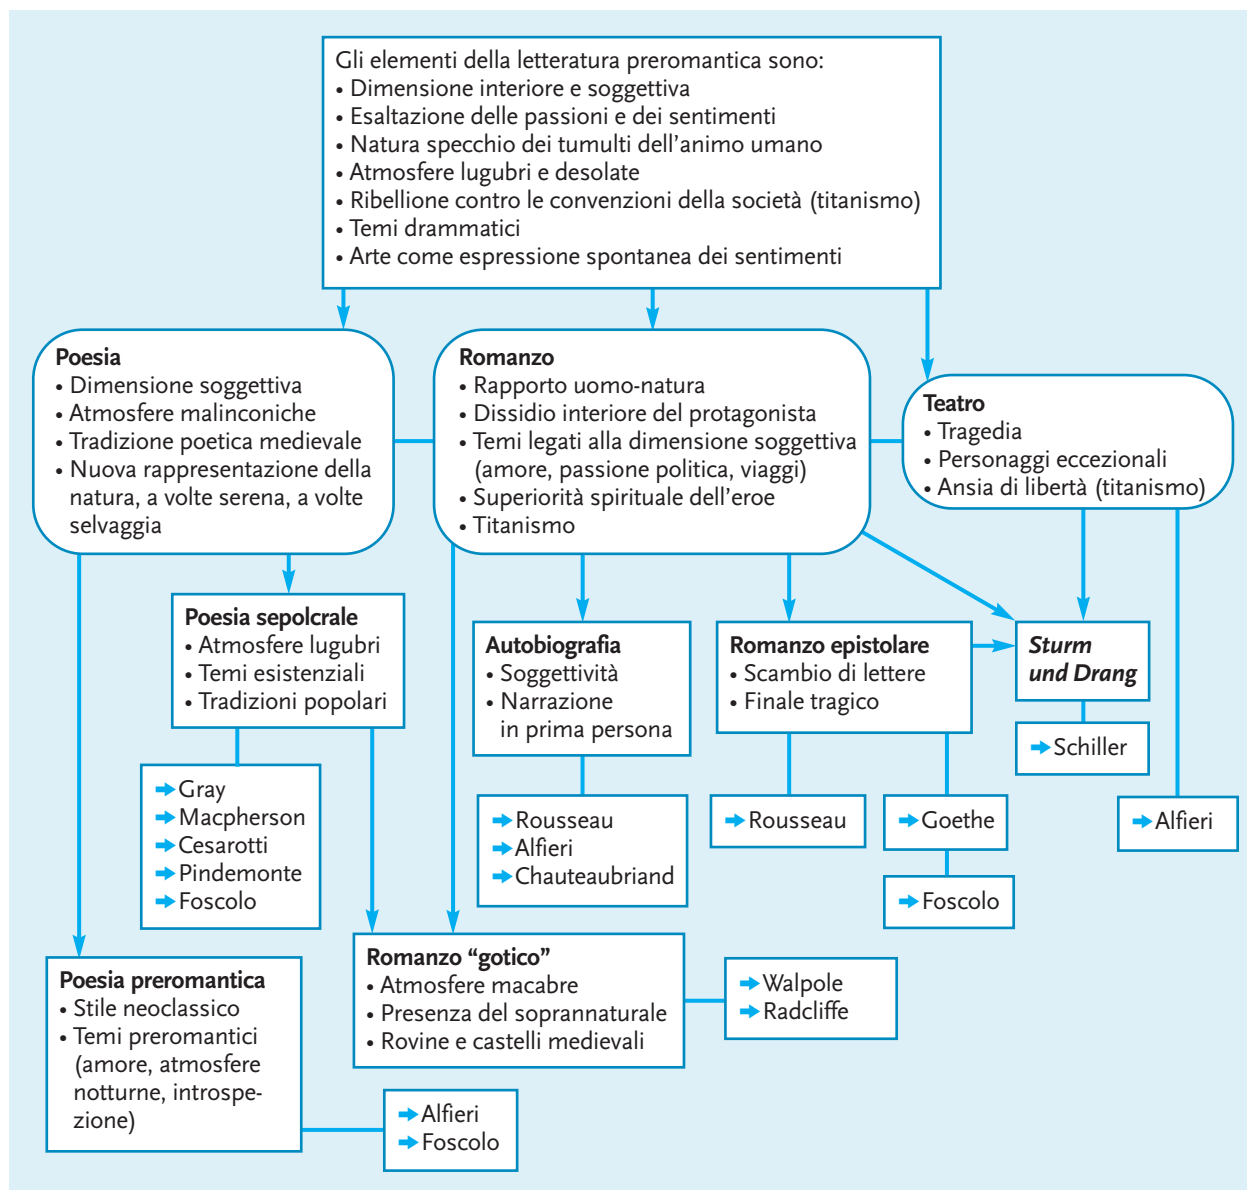 Gli elementi della letteratura preromantica sono:
• Dimensione interiore e soggettiva
• Esaltazione delle passioni e dei sentimenti
• Natura specchio dei tumulti dell'animo umano
• Atmosfere lugubri e desolate
• Ribellione contro le convenzioni della società (titanismo)
• Temi drammatici
• Arte come espressione spontanea dei sentimenti
Poesia
• Dimensione soggettiva
• Atmosfere malinconiche
• Tradizione poetica medievale
• Nuova rappresentazione della
natura, a volte serena, a volte
selvaggia
Romanzo
• Rapporto uomo-natura
• Dissidio interiore del protagonista
• Temi legati alla dimensione soggettiva
(amore, passione politica, viaggi)
• Superiorità spirituale dell'eroe
• Titanismo
Teatro
• Tragedia
• Personaggi eccezionali
• Ansia di libertà (titanismo)
Poesia sepolcrale
• Atmosfere lugubri
• Temi esistenziali
• Tradizioni popolari
Autobiografia
• Soggettività
• Narrazione
in prima persona
Romanzo epistolare
• Scambio di lettere
• Finale tragico
Sturm
und Drang
➔ Schiller
➔ Gray
➔ Macpherson
➔ Cesarotti
➔ Pindemonte
➔ Foscolo
➔ Rousseau
➔ Alfieri
➔ Chauteaubriand
➔ Rousseau
➔ Goethe
➔ Foscolo
➔ Alfieri
Poesia preromantica
• Stile neoclassico
• Temi preromantici
(amore, atmosfere
notturne, introspe-
zione)
Romanzo “gotico”
• Atmosfere macabre
• Presenza del soprannaturale
• Rovine e castelli medievali
➔ Walpole
➔ Radcliffe
➔ Alfieri
➔ Foscolo